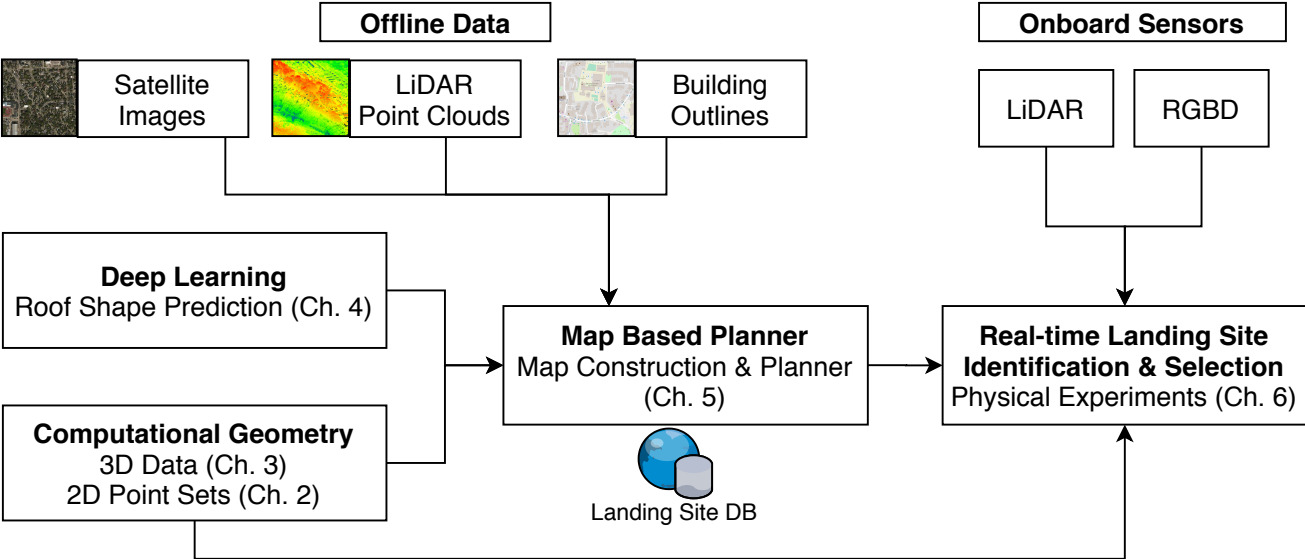 Offline Data
Onboard Sensors
Satellite
Images
LiDAR
Point Clouds
Building
Outlines
LiDAR
RGBD
Deep Learning
Roof Shape Prediction (Ch. 4)
Map Based Planner
Map Construction & Planner
(Ch. 5)
Real-time Landing Site
Identification & Selection
Physical Experiments (Ch. 6)
Computational Geometry
3D Data (Ch. 3)
2D Point Sets (Ch. 2)
Landing Site DB